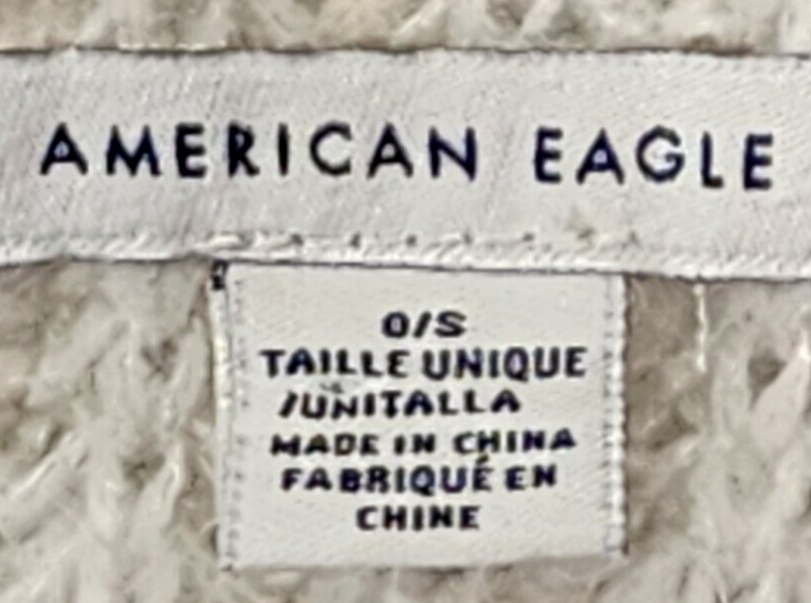 AMERICAN EAGLE
O/S
TAILLE UNIQUE
/UNITALLA
MADE IN CHINA
FABRIQUÉ EN
CHINE